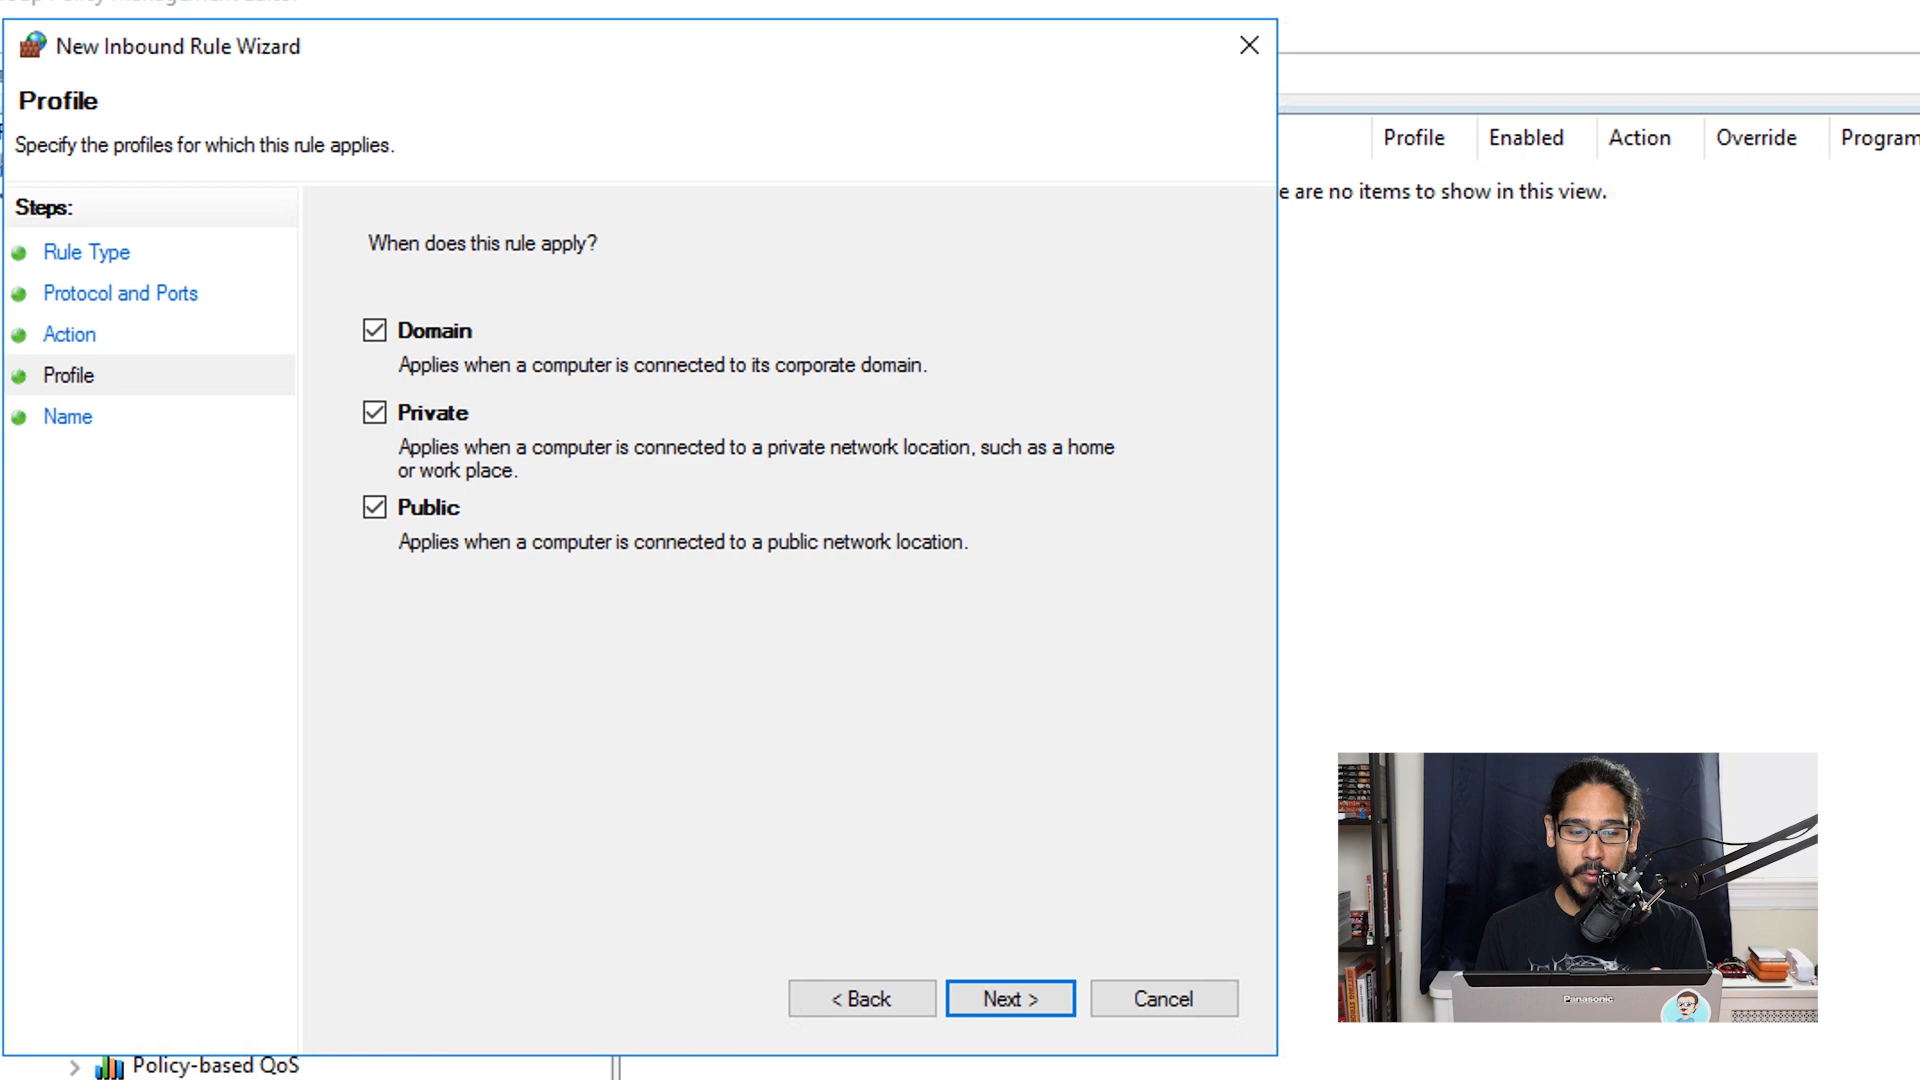 New Inbound Rule Wizard
Profile
Specify the profiles for which this rule applies.
Steps:
Rule Type
Protocol and Ports
Action
Profile
Name
When does this rule apply?
Domain
Applies when a computer is connected to its corporate domain.
Private
Applies when a computer is connected to a private network location, such as a home
or work place.
Public
Applies when a computer is connected to a public network location.
< Back
Next >
Cancel
Profile
Enabled
Action
Override
Program
e are no items to show in this view.
Policy-based QoS
Panasonic